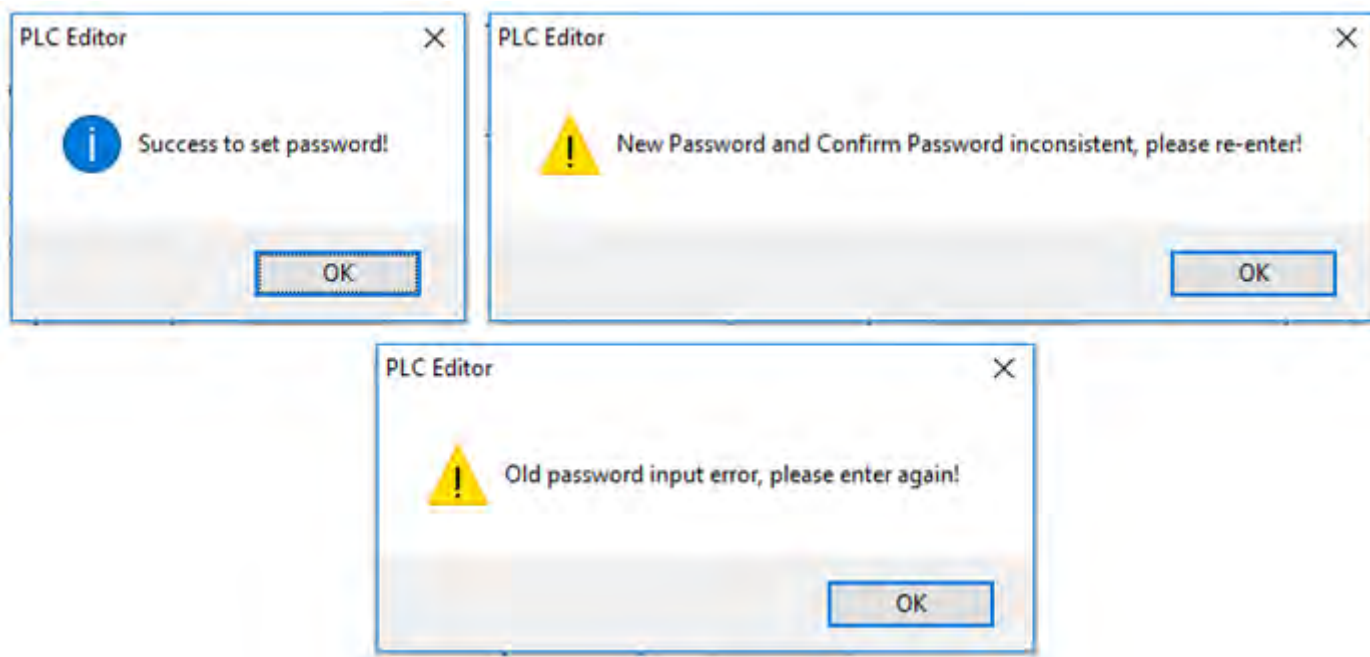 PLC Editor
Success to set password!
OK
PLC Editor
New Password and Confirm Password inconsistent, please re-enter!
OK
PLC Editor
Old password input error, please enter again!
OK